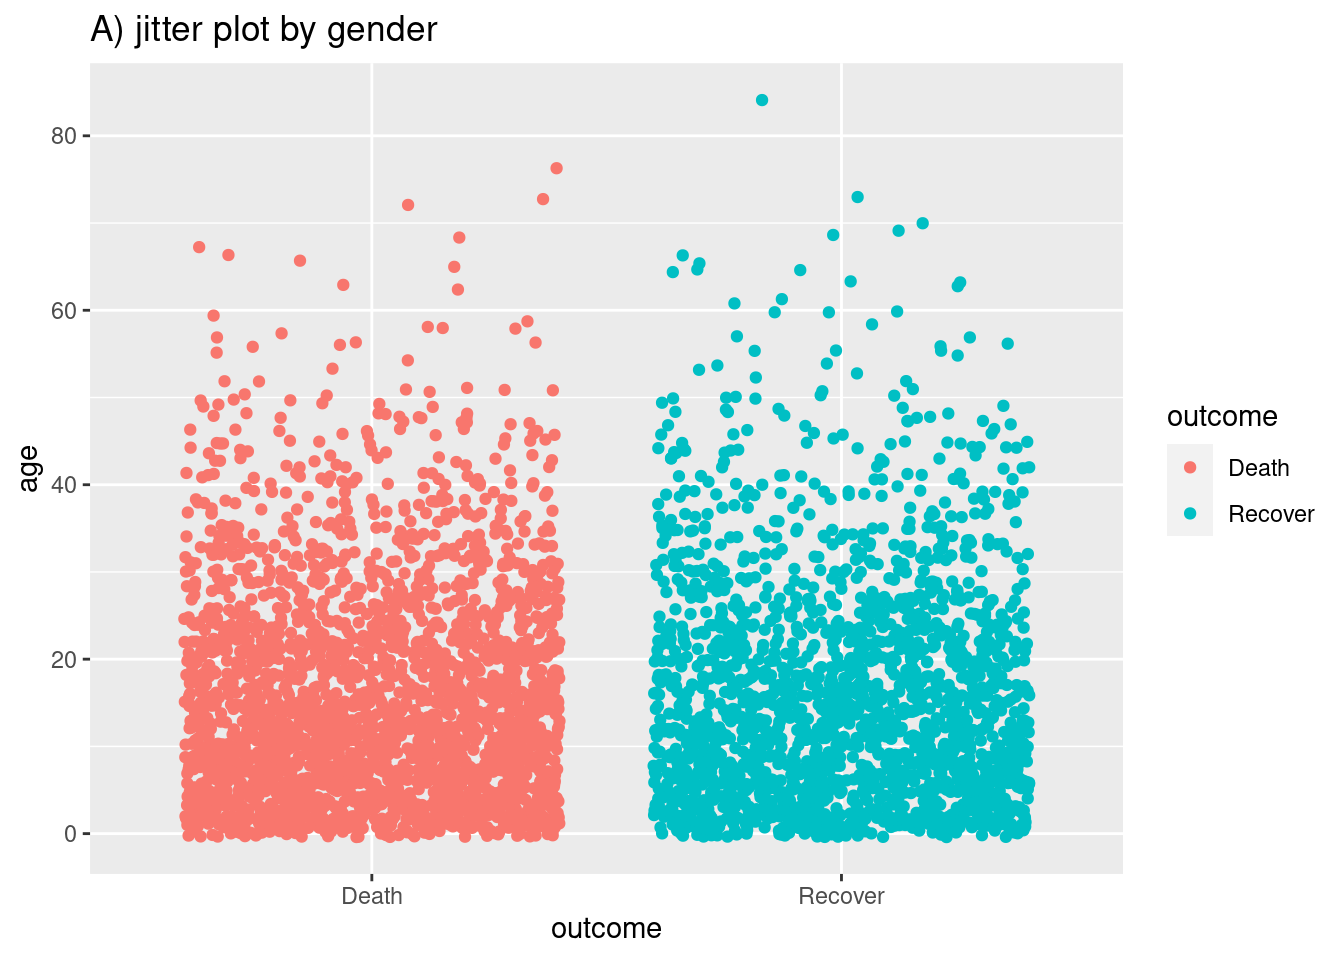 A) jitter plot by gender
80
60
40
20
0
age
Death
Recover
outcome
outcome
Death
Recover